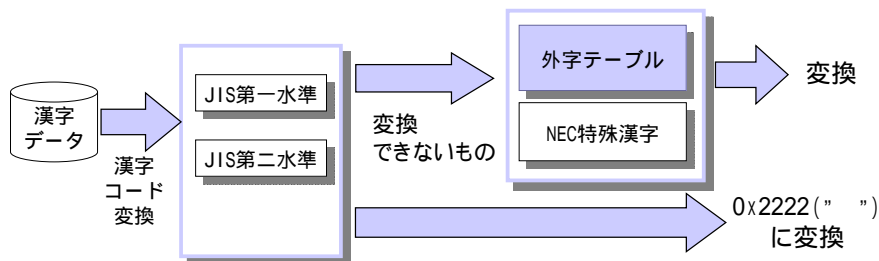 漢字
データ
漢字
コード
変換
JIS第一水準
JIS第二水準
変換
できないもの
外字テーブル
NEC特殊漢字
変換
0x2222(”　”)
に変換